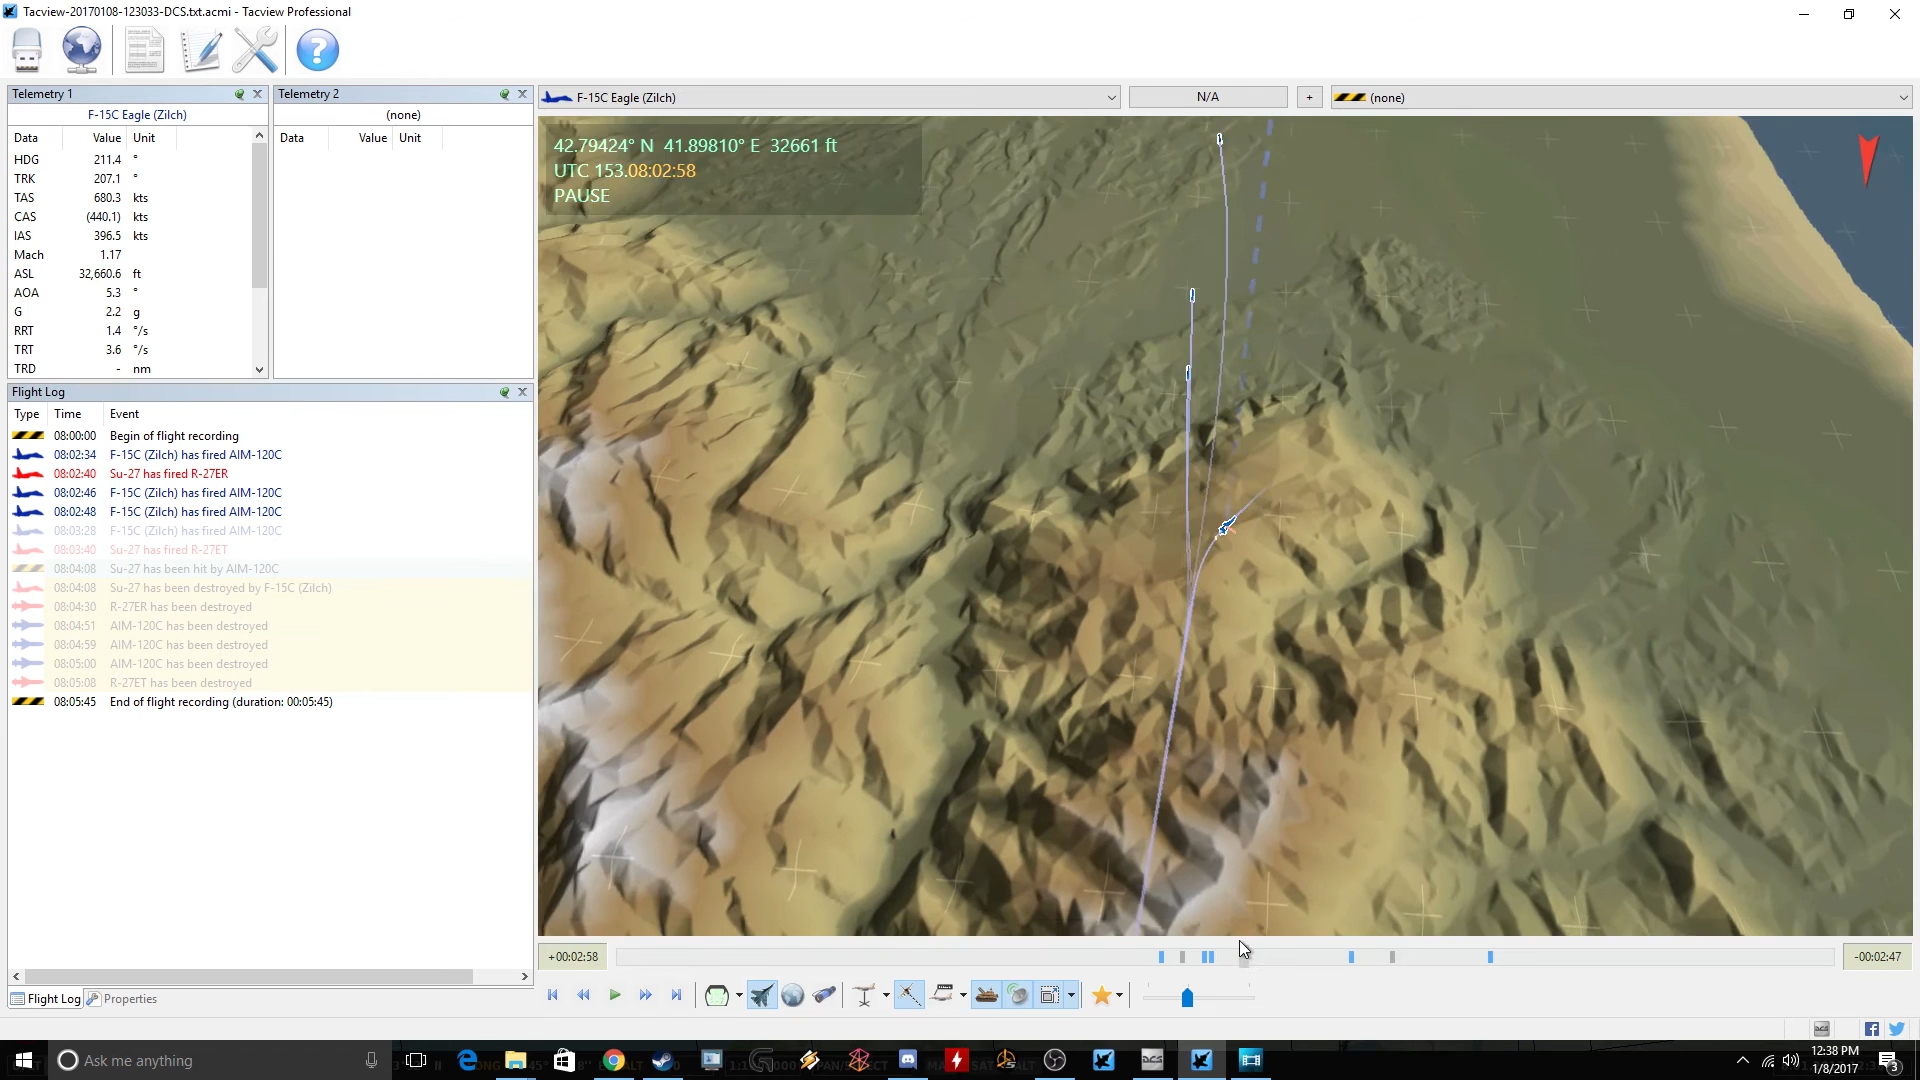 Tacview-20170108-123033-DCS.txt.acmi - Tacview Professional
Telemetry 1
F-15C Eagle (Zilch)
Data Value Unit
HDG 211.4 °
TRK 207.1 °
TAS 680.3 kts
CAS (440.1) kts
IAS 396.5 kts
Mach 1.17
ASL 32,660.6 ft
AOA 5.3 °
G 2.2 g
RRT 1.4 °/s
TRT 3.6 °/s
TRD - nm
Telemetry 2
(none)
Data Value Unit
Flight Log
Type Time Event
08:00:00 Begin of flight recording
08:02:34 F-15C (Zilch) has fired AIM-120C
08:02:40 Su-27 has fired R-27ER
08:02:46 F-15C (Zilch) has fired AIM-120C
08:02:48 F-15C (Zilch) has fired AIM-120C
08:03:28 F-15C (Zilch) has fired AIM-120C
08:03:40 Su-27 has fired R-27ET
08:04:08 Su-27 has been hit by AIM-120C
08:04:08 Su-27 has been destroyed by F-15C (Zilch)
08:04:30 R-27ER has been destroyed
08:04:51 AIM-120C has been destroyed
08:04:59 AIM-120C has been destroyed
08:05:00 AIM-120C has been destroyed
08:05:08 R-27ET has been destroyed
08:05:45 End of flight recording (duration: 00:05:45)
Flight Log Properties
F-15C Eagle (Zilch) N/A + (none)
42.79424° N 41.89810° E 32661 ft
UTC 153.08:02:58
PAUSE
+00:02:58 -00:02:47
Ask me anything
DCS
12:38 PM
1/8/2017
3